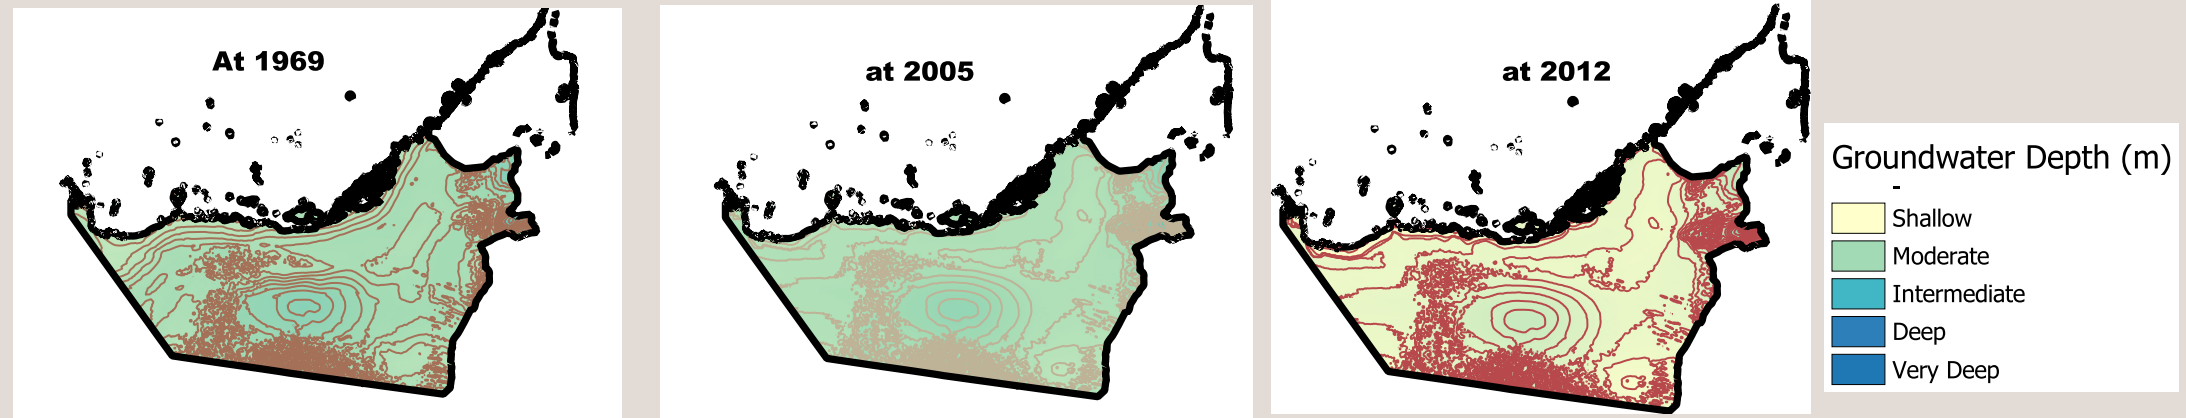 At 1969
at 2005
at 2012
Groundwater Depth (m)
-
Shallow
Moderate
Intermediate
Deep
Very Deep